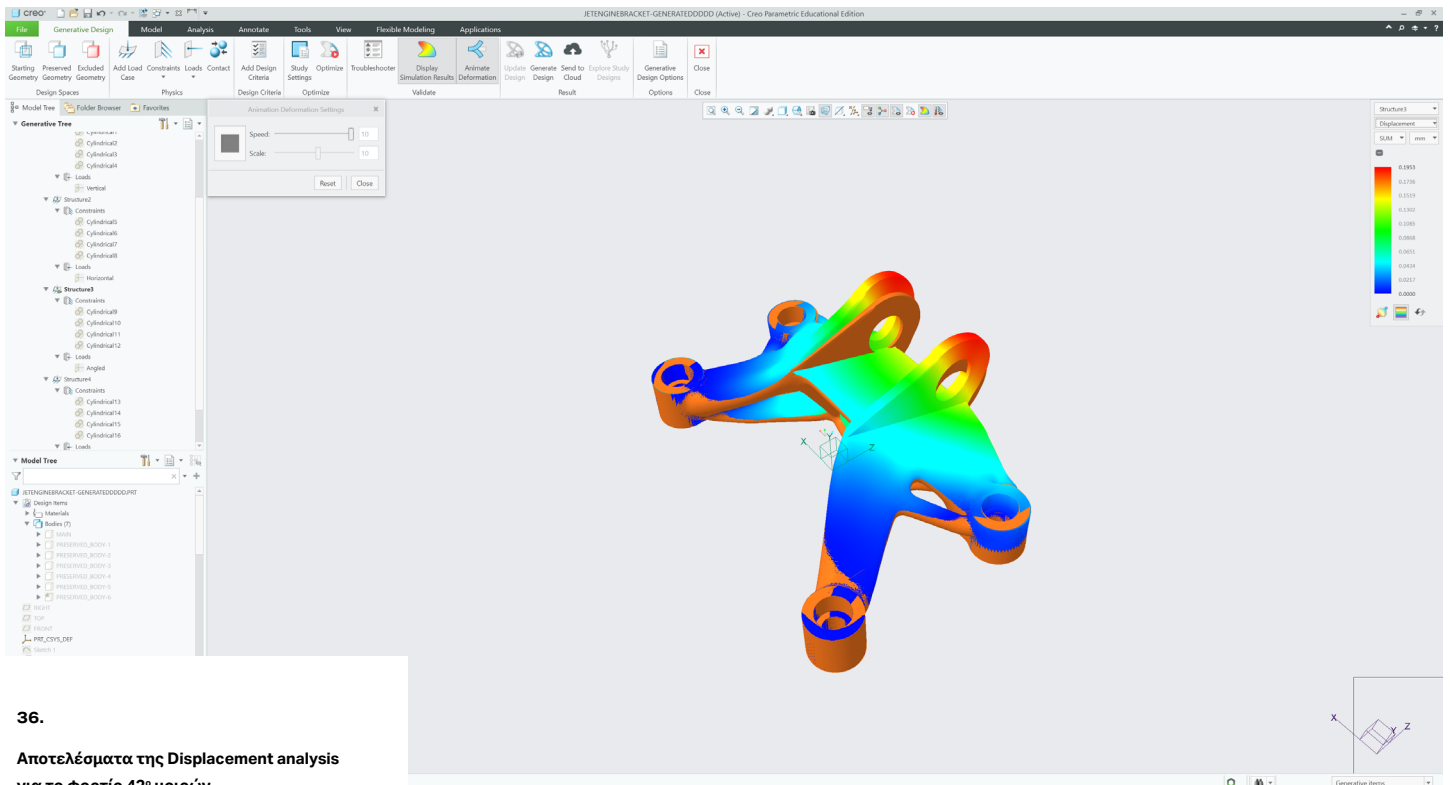 creo
JETENGINEBRACKET-GENERATEDDDDD (Active) - Creo Parametric Educational Edition
File Generative Design Model Analysis Annotate Tools View Flexible Modeling Applications
Starting Geometry
Preserved Geometry
Excluded Geometry
Add Load Case
Constraints
Loads
Contact
Add Design Criteria
Study Settings
Optimize
Troubleshooter
Display Simulation Results
Animate Deformation
Update Design
Generate Design
Send to Cloud
Explore Study Designs
Generative Design Options
Close
Design Spaces Physics Design Criteria Optimize Validate Result Options Close
Model Tree Folder Browser Favorites
Generative Tree
Cylindrical1
Cylindrical2
Cylindrical3
Cylindrical4
Loads
Vertical
Structure2
Constraints
Cylindrical5
Cylindrical6
Cylindrical7
Cylindrical8
Loads
Horizontal
Structure3
Constraints
Cylindrical9
Cylindrical10
Cylindrical11
Cylindrical12
Loads
Angled
Structure4
Constraints
Cylindrical13
Cylindrical14
Cylindrical15
Cylindrical16
Loads
Model Tree
JETENGINEBRACKET-GENERATEDDDDD.PRT
Design Items
Materials
Bodies (7)
MAIN
PRESERVED_BODY-1
PRESERVED_BODY-2
PRESERVED_BODY-3
PRESERVED_BODY-4
PRESERVED_BODY-5
PRESERVED_BODY-6
RIGHT
TOP
FRONT
PRT_CSYS_DEF
Sketch 1
Animation Deformation Settings
Speed: 10
Scale: 10
Reset Close
X Y Z
Structure3
Displacement
SUM mm
0.1953
0.1736
0.1519
0.1302
0.1085
0.0868
0.0651
0.0434
0.0217
0.0000
X Y Z
Generative items
36.
Αποτελέσματα της Displacement analysis
για το φορτίο 42º μοιρών